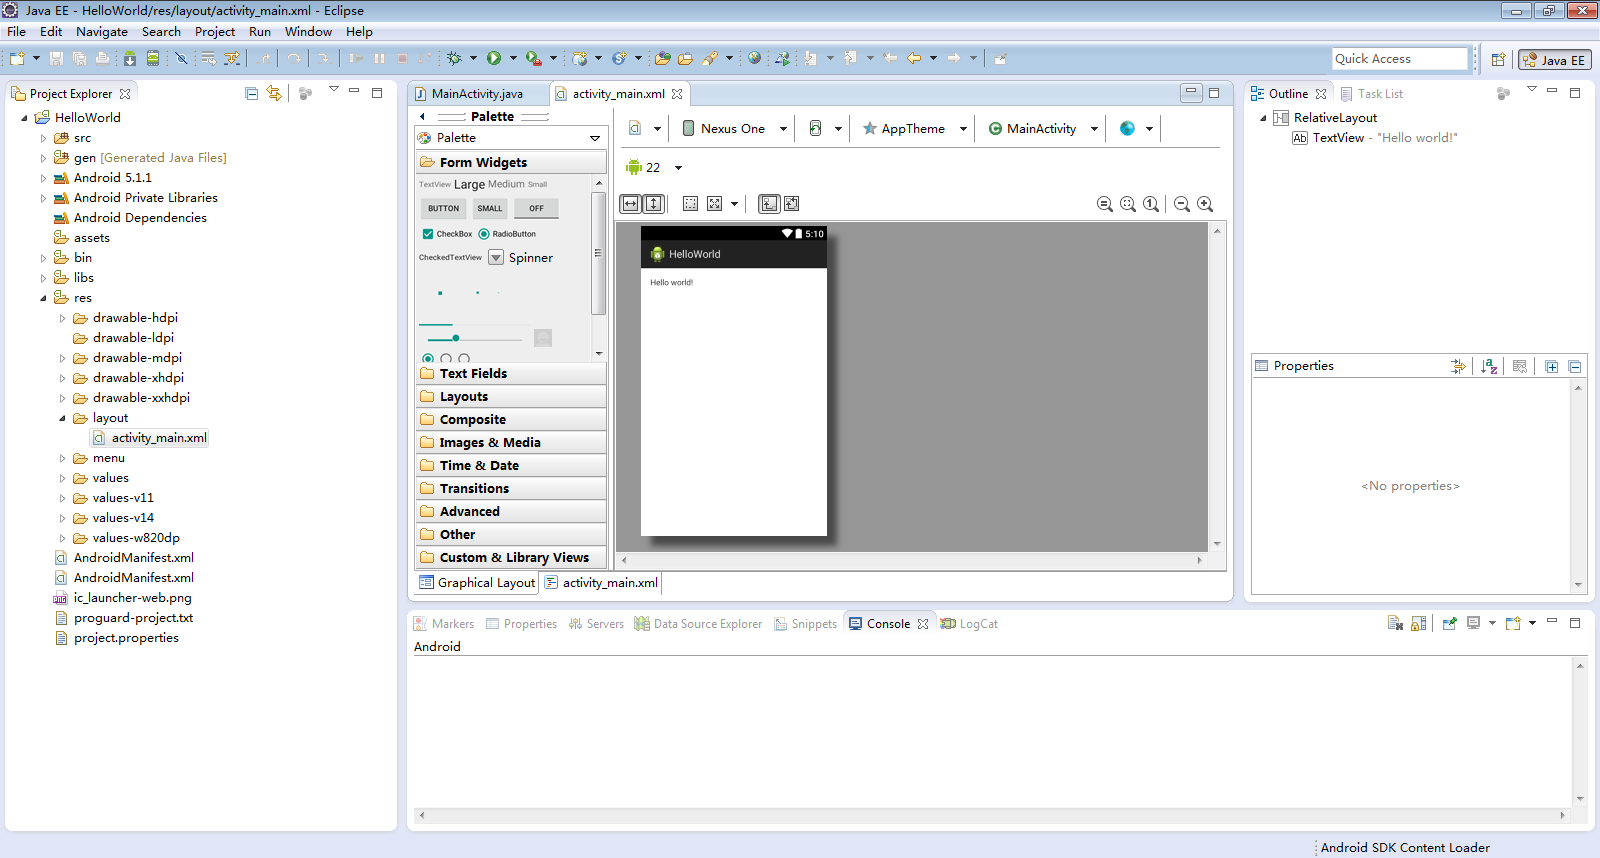 Java EE - HelloWorld/res/layout/activity_main.xml - Eclipse
File Edit Navigate Search Project Run Window Help
Quick Access
Java EE
Project Explorer
HelloWorld
src
gen [Generated Java Files]
Android 5.1.1
Android Private Libraries
Android Dependencies
assets
bin
libs
res
drawable-hdpi
drawable-ldpi
drawable-mdpi
drawable-xhdpi
drawable-xxhdpi
layout
activity_main.xml
menu
values
values-v11
values-v14
values-w820dp
AndroidManifest.xml
AndroidManifest.xml
ic_launcher-web.png
proguard-project.txt
project.properties
MainActivity.java
activity_main.xml
Palette
Palette
Form Widgets
TextView Large Medium Small
BUTTON SMALL OFF
CheckBox RadioButton
CheckedTextView Spinner
Text Fields
Layouts
Composite
Images & Media
Time & Date
Transitions
Advanced
Other
Custom & Library Views
Nexus One
AppTheme
MainActivity
22
5:10
HelloWorld
Hello world!
Graphical Layout
activity_main.xml
Outline
Task List
RelativeLayout
Ab TextView - "Hello world!"
Properties
<No properties>
Markers Properties Servers Data Source Explorer Snippets Console LogCat
Android
Android SDK Content Loader